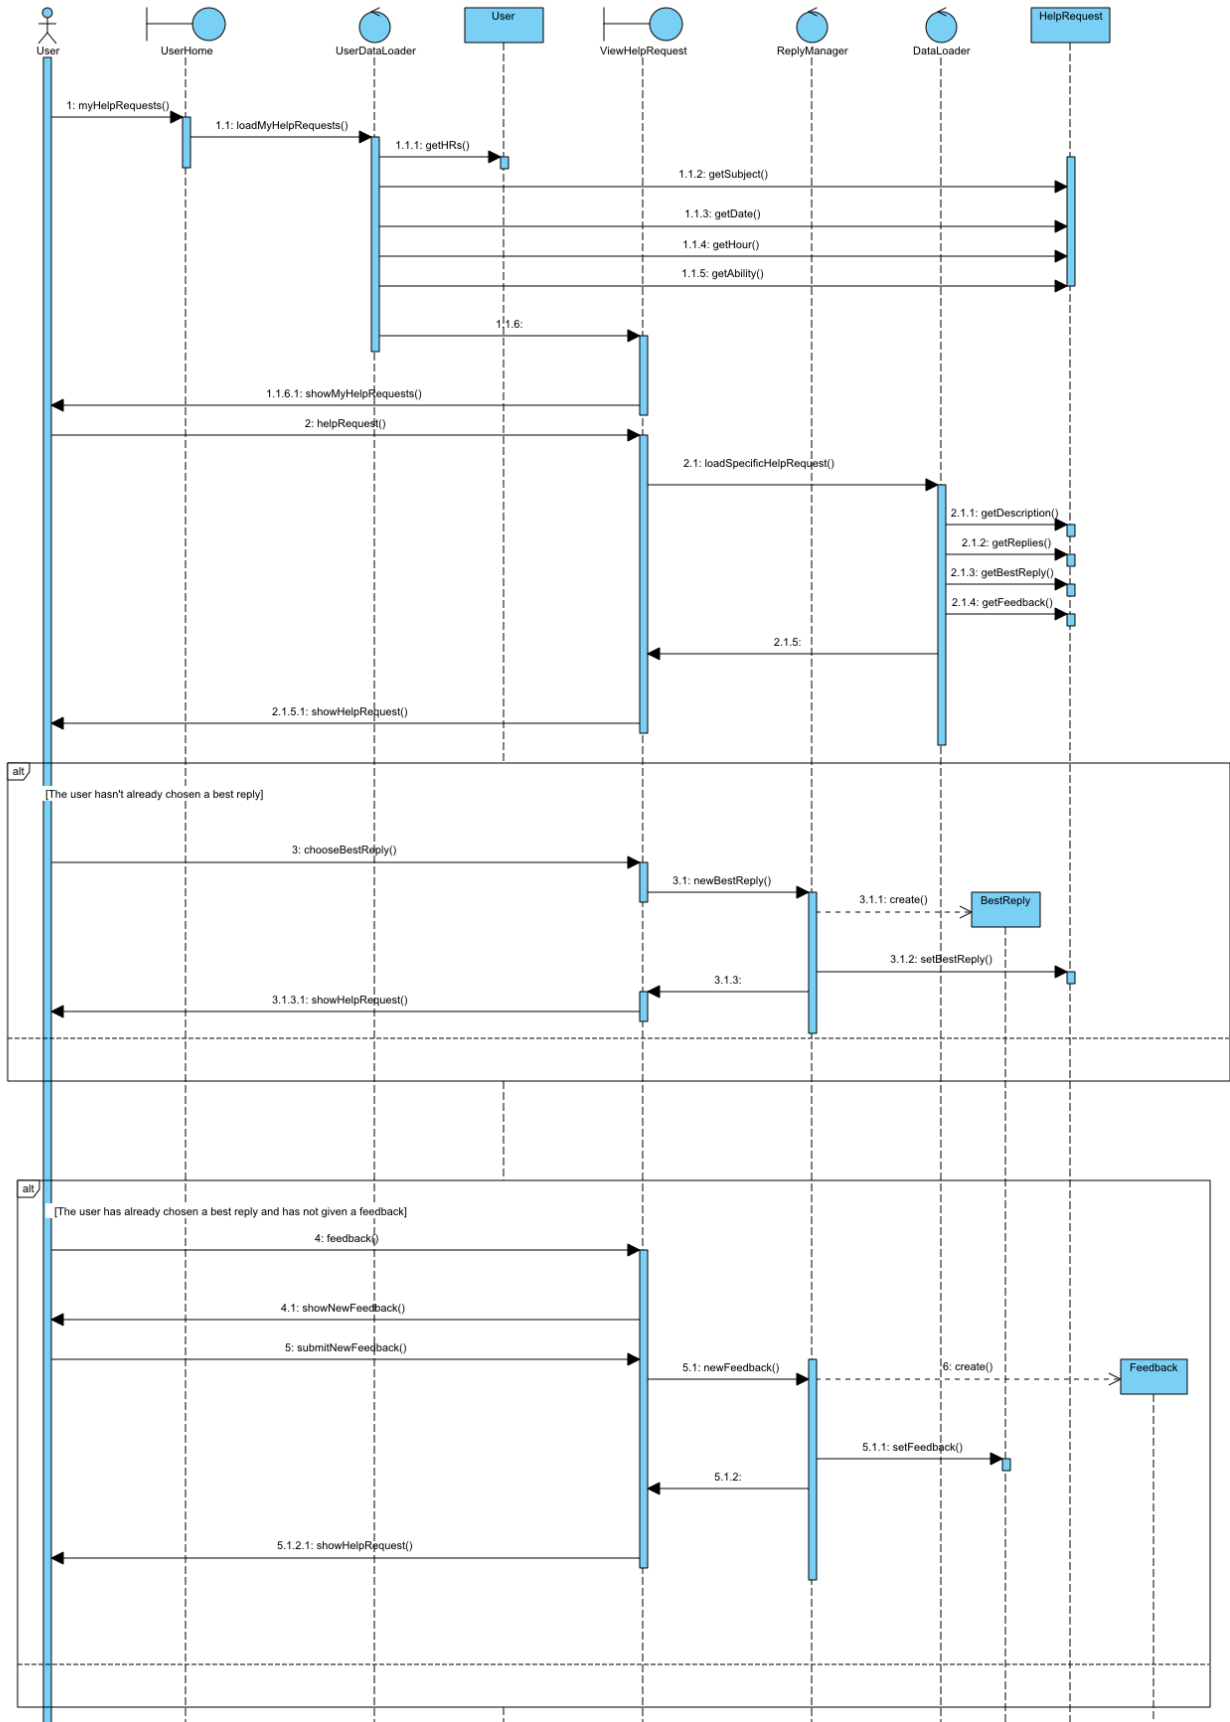 User
UserHome
UserDataLoader
User
ViewHelpRequest
ReplyManager
DataLoader
HelpRequest
1: myHelpRequests()
1.1: loadMyHelpRequests()
1.1.1: getHRs()
1.1.2: getSubject()
1.1.3: getDate()
1.1.4: getHour()
1.1.5: getAbility()
1.1.6:
1.1.6.1: showMyHelpRequests()
2: helpRequest()
2.1: loadSpecificHelpRequest()
2.1.1: getDescription()
2.1.2: getReplies()
2.1.3: getBestReply()
2.1.4: getFeedback()
2.1.5:
2.1.5.1: showHelpRequest()
alt
[The user hasn't already chosen a best reply]
3: chooseBestReply()
3.1: newBestReply()
3.1.1: create()
BestReply
3.1.2: setBestReply()
3.1.3:
3.1.3.1: showHelpRequest()
alt
[The user has already chosen a best reply and has not given a feedback]
4: feedback()
4.1: showNewFeedback()
5: submitNewFeedback()
5.1: newFeedback()
6: create()
Feedback
5.1.1: setFeedback()
5.1.2:
5.1.2.1: showHelpRequest()